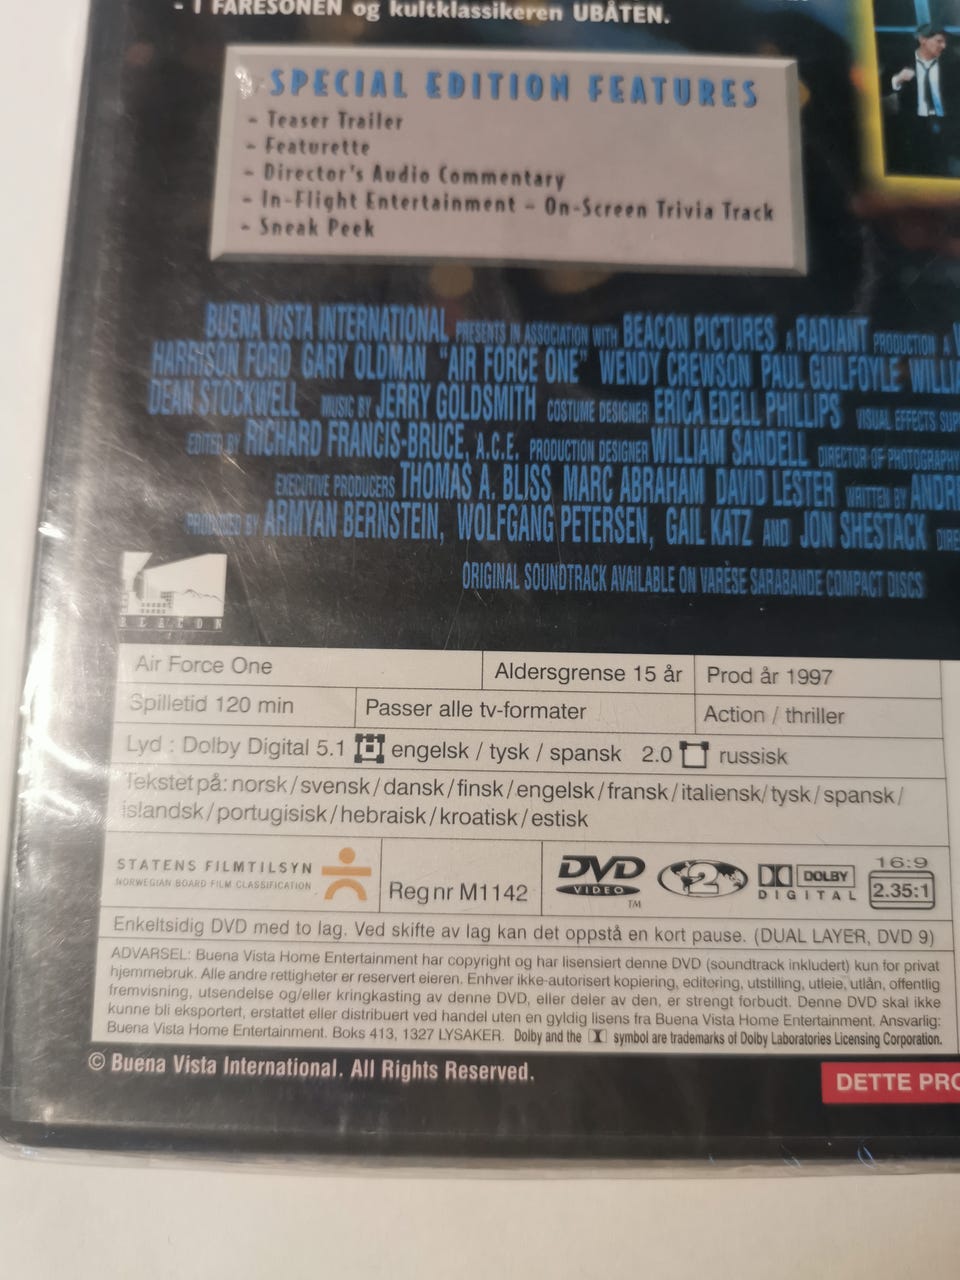 - I FARESONEN og kultklassikeren UBÅTEN.
SPECIAL EDITION FEATURES
- Teaser Trailer
- Featurette
- Director's Audio Commentary
- In-Flight Entertainment – On-Screen Trivia Track
- Sneak Peek
BUENA VISTA INTERNATIONAL PRESENTS IN ASSOCIATION WITH BEACON PICTURES A RADIANT PRODUCTION A
HARRISON FORD GARY OLDMAN "AIR FORCE ONE" WENDY CREWSON PAUL GUILFOYLE WILLI
DEAN STOCKWELL MUSIC BY JERRY GOLDSMITH COSTUME DESIGNER ERICA EDELL PHILLIPS VISUAL EFFECTS SUP
EDITED BY RICHARD FRANCIS-BRUCE, A.C.E. PRODUCTION DESIGNER WILLIAM SANDELL DIRECTOR OF PHOTOGRAPHY
EXECUTIVE PRODUCERS THOMAS A. BLISS MARC ABRAHAM DAVID LESTER WRITTEN BY ANDR
PRODUCED BY ARMYAN BERNSTEIN, WOLFGANG PETERSEN, GAIL KATZ AND JON SHESTACK DIRE
ORIGINAL SOUNDTRACK AVAILABLE ON VARÈSE SARABANDE COMPACT DISCS
BEACON
Air Force One Aldersgrense 15 år Prod år 1997
Spilletid 120 min Passer alle tv-formater Action / thriller
Lyd : Dolby Digital 5.1 engelsk / tysk / spansk 2.0 russisk
Tekstet på: norsk/svensk/dansk/finsk/engelsk/fransk/italiensk/tysk/spansk/
islandsk/portugisisk/hebraisk/kroatisk/estisk
STATENS FILMTILSYN
NORWEGIAN BOARD FILM CLASSIFICATION
Reg nr M1142
DVD VIDEO TM 2 DOLBY DIGITAL 16:9 2.35:1
Enkeltsidig DVD med to lag. Ved skifte av lag kan det oppstå en kort pause. (DUAL LAYER, DVD 9)
ADVARSEL: Buena Vista Home Entertainment har copyright og har lisensiert denne DVD (soundtrack inkludert) kun for privat
hjemmebruk. Alle andre rettigheter er reservert eieren. Enhver ikke-autorisert kopiering, editering, utstilling, utleie, utlån, offentlig
fremvisning, utsendelse og/eller kringkasting av denne DVD, eller deler av den, er strengt forbudt. Denne DVD skal ikke
kunne bli eksportert, erstattet eller distribuert ved handel uten en gyldig lisens fra Buena Vista Home Entertainment. Ansvarlig:
Buena Vista Home Entertainment. Boks 413, 1327 LYSAKER. Dolby and the symbol are trademarks of Dolby Laboratories Licensing Corporation.
© Buena Vista International. All Rights Reserved.
DETTE PRO